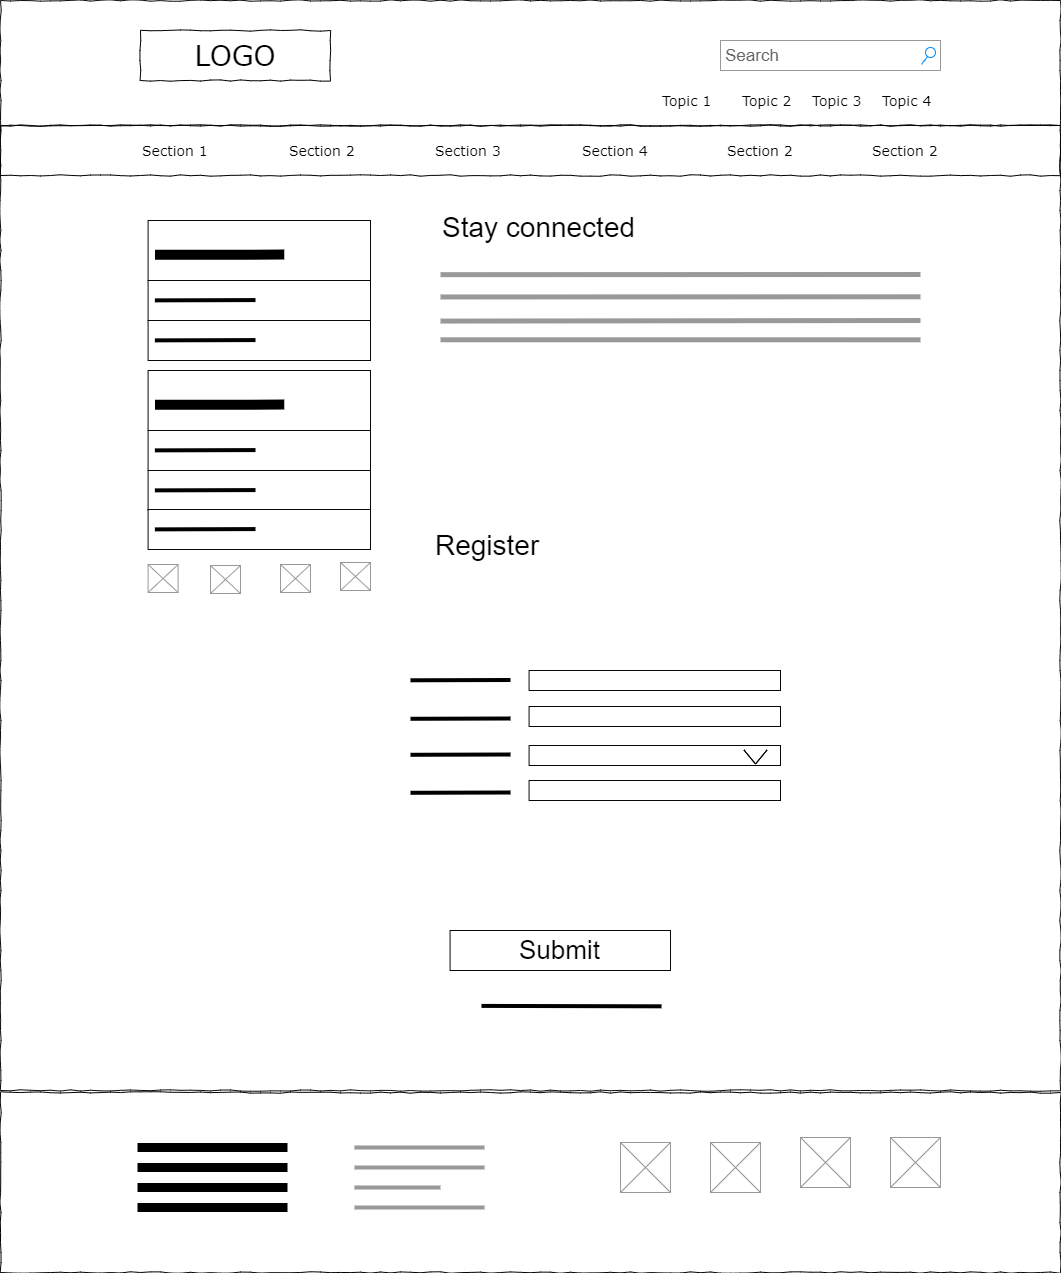 LOGO
Search
Topic 1 Topic 2 Topic 3 Topic 4
Section 1 Section 2 Section 3 Section 4 Section 2 Section 2
Stay connected
Register
Submit